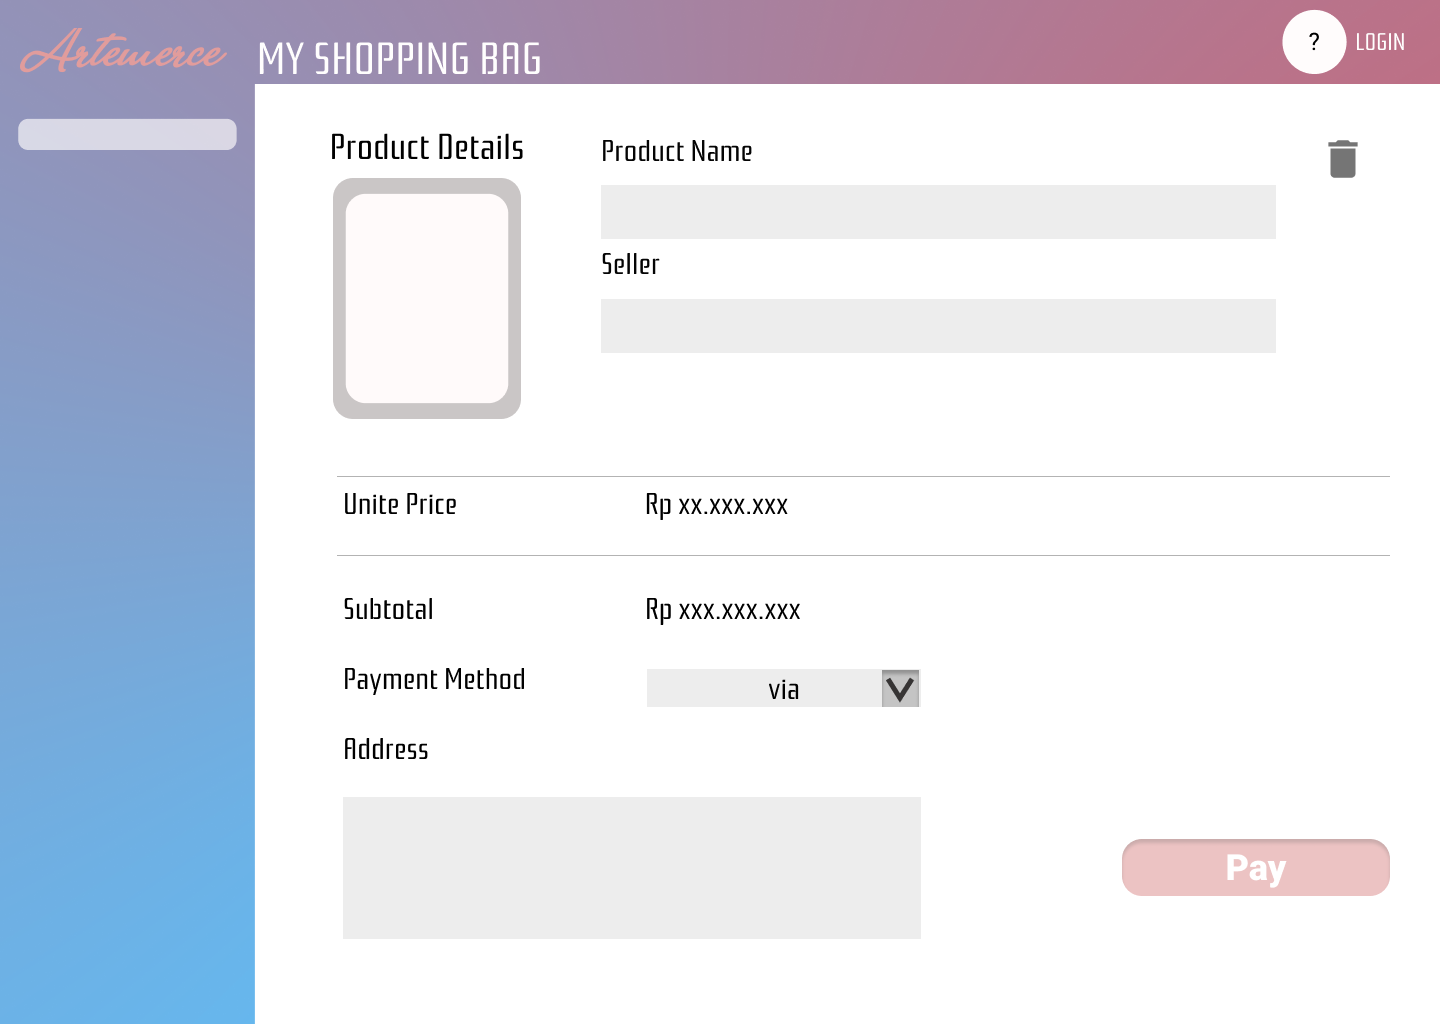 Artemerce
MY SHOPPING BAG
?
LOGIN
Product Details
Product Name
Seller
Unite Price
Rp xx.xxx.xxx
Subtotal
Rp xxx.xxx.xxx
Payment Method
via
Address
Pay